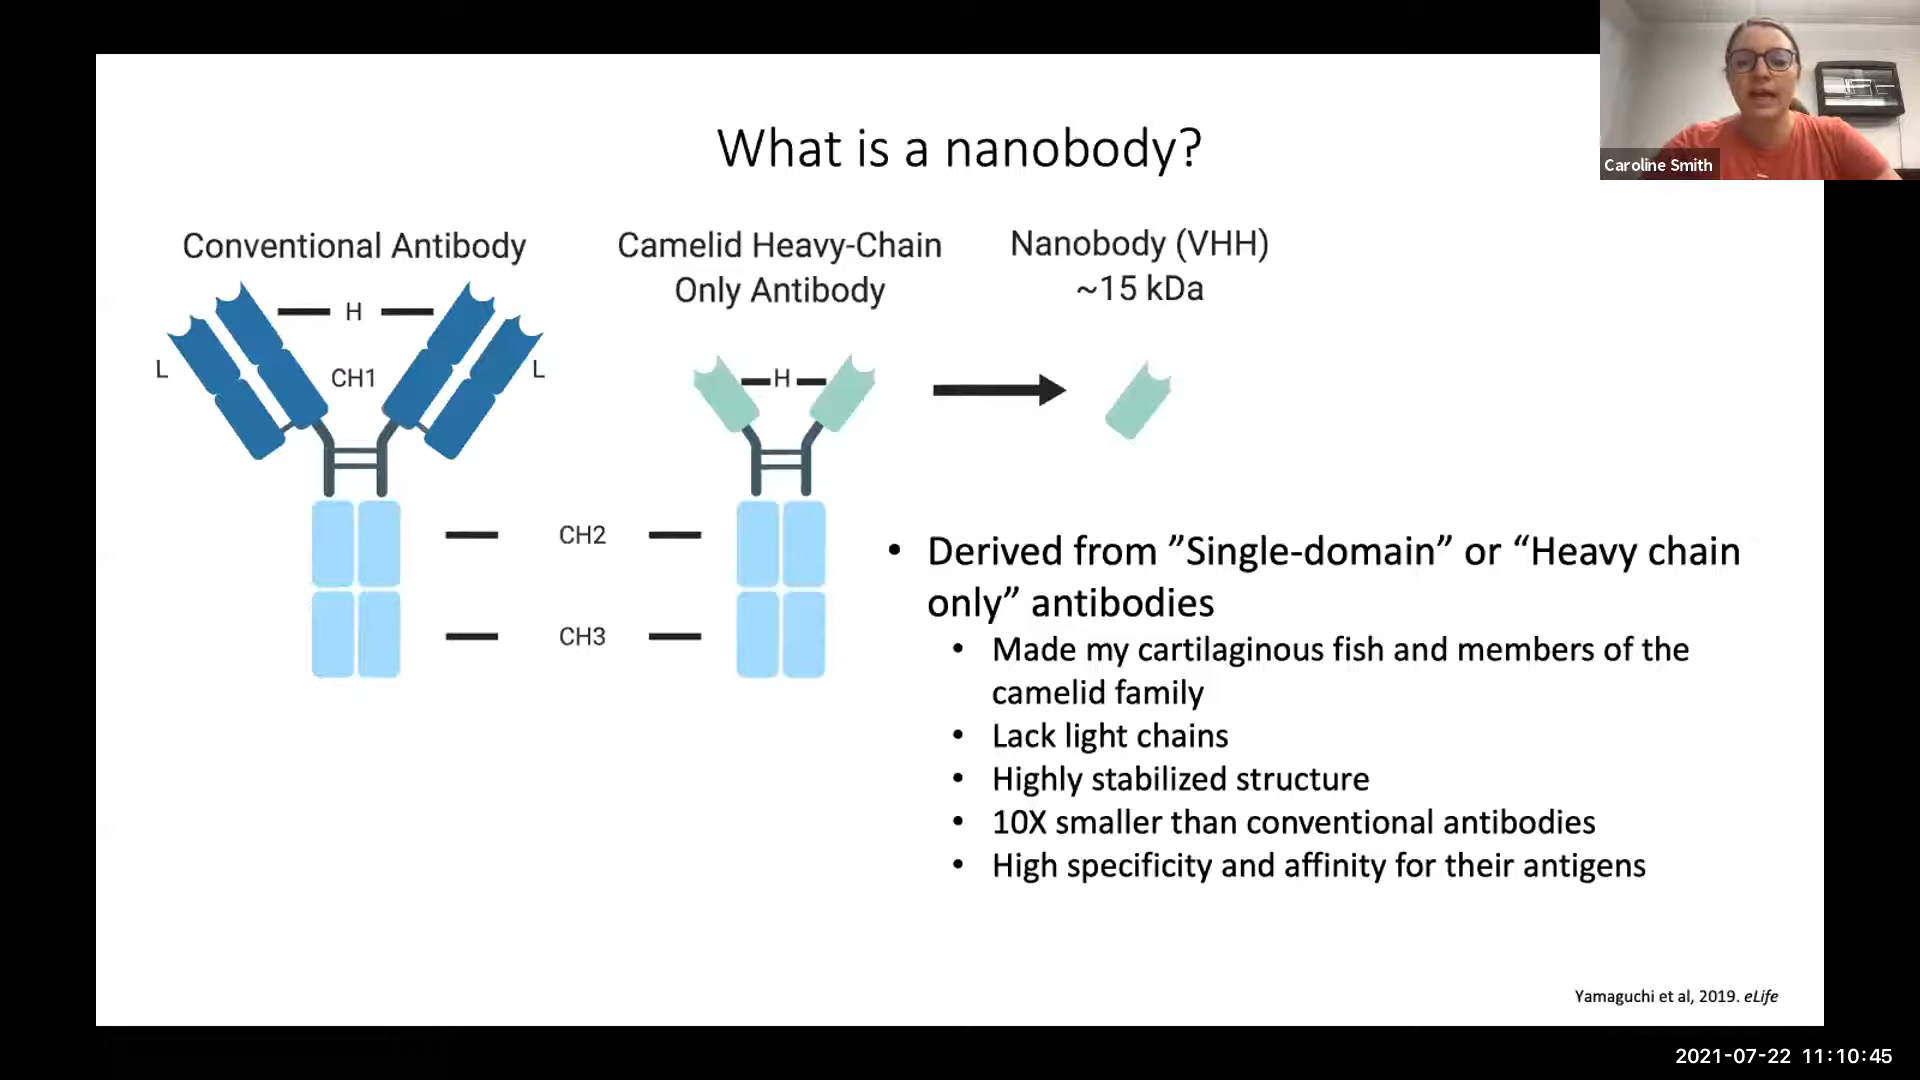 Caroline Smith
What is a nanobody?
Conventional Antibody
Camelid Heavy-Chain
Only Antibody
Nanobody (VHH)
~15 kDa
H
L
CH1
L
H
CH2
CH3
• Derived from ”Single-domain” or “Heavy chain
only” antibodies
• Made my cartilaginous fish and members of the
camelid family
• Lack light chains
• Highly stabilized structure
• 10X smaller than conventional antibodies
• High specificity and affinity for their antigens
Yamaguchi et al, 2019. eLife
2021-07-22 11:10:45